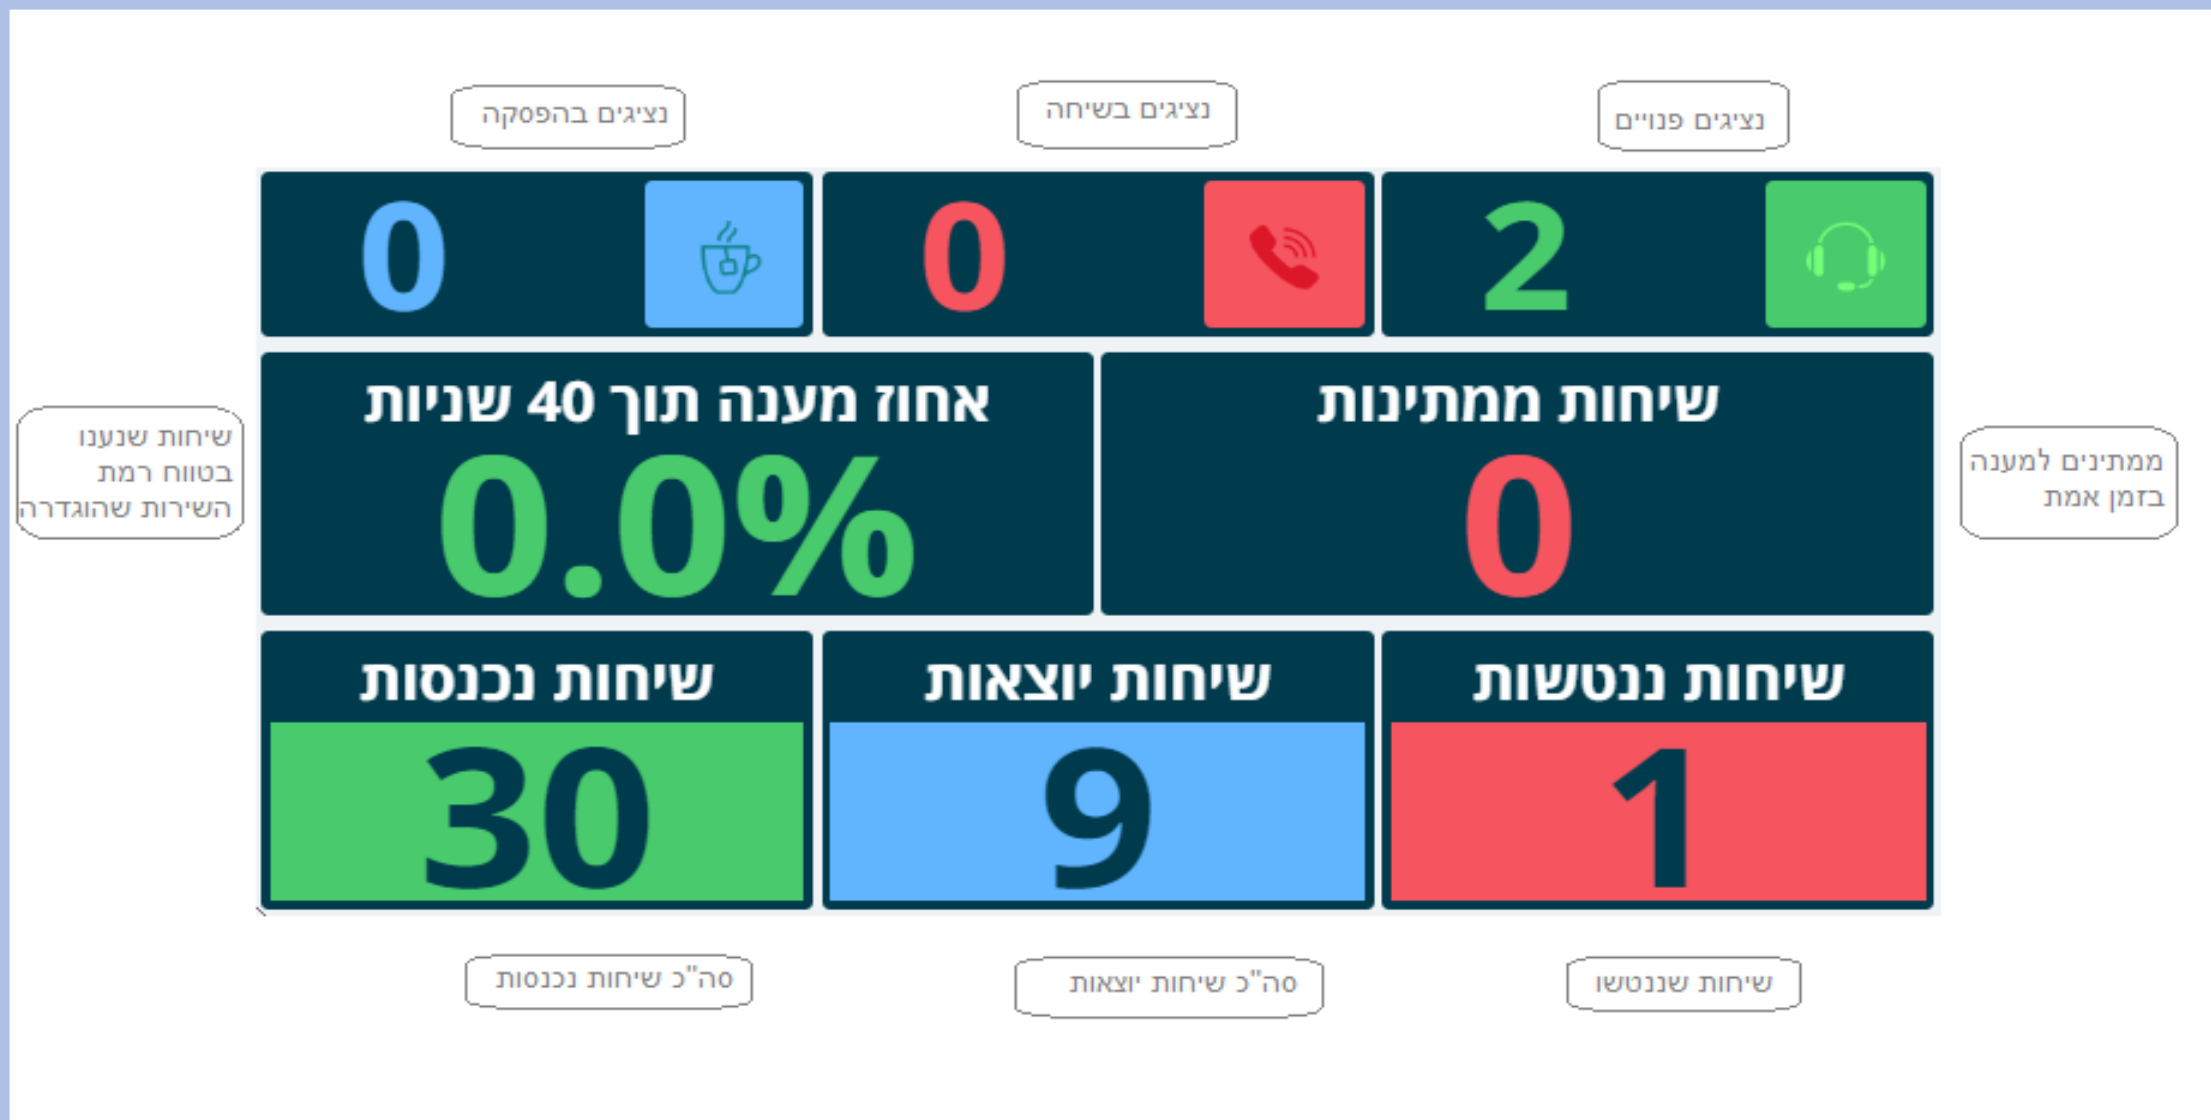 נציגים פנויים
נציגים בשיחה
נציגים בהפסקה
2
0
0
שיחות ממתינות
0
אחוז מענה תוך 40 שניות
0.0%
ממתינים למענה
בזמן אמת
שיחות שנענו
בטווח רמת
השירות שהוגדרה
שיחות ננטשות
1
שיחות יוצאות
9
שיחות נכנסות
30
שיחות שננטשו
סה"כ שיחות יוצאות
סה"כ שיחות נכנסות